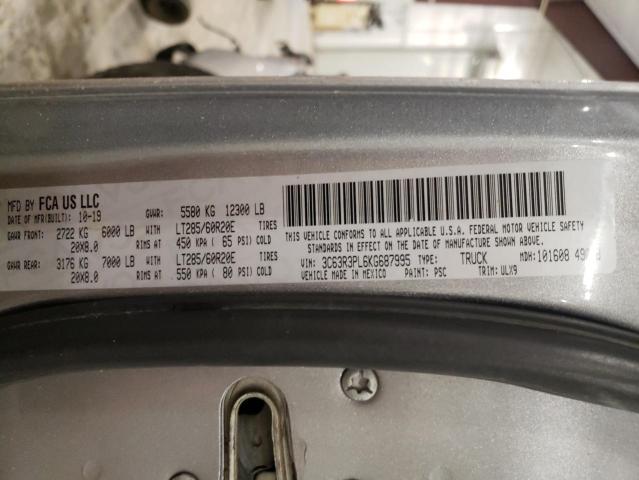 MFD BY FCA US LLC
DATE OF MFR(BUILT): 10-19
GVWR: 5580 KG 12300 LB
GAWR FRONT: 2722 KG 6000 LB WITH LT285/60R20E TIRES
20X8.0 RIMS AT 450 KPA ( 65 PSI) COLD
GAWR REAR: 3176 KG 7000 LB WITH LT285/60R20E TIRES
20X8.0 RIMS AT 550 KPA ( 80 PSI) COLD
THIS VEHICLE CONFORMS TO ALL APPLICABLE U.S.A. FEDERAL MOTOR VEHICLE SAFETY
STANDARDS IN EFFECT ON THE DATE OF MANUFACTURE SHOWN ABOVE.
VIN: 3C63R3PL6KG687995 TYPE: TRUCK MDH: 101608
VEHICLE MADE IN MEXICO PAINT: PSC TRIM: ULX9